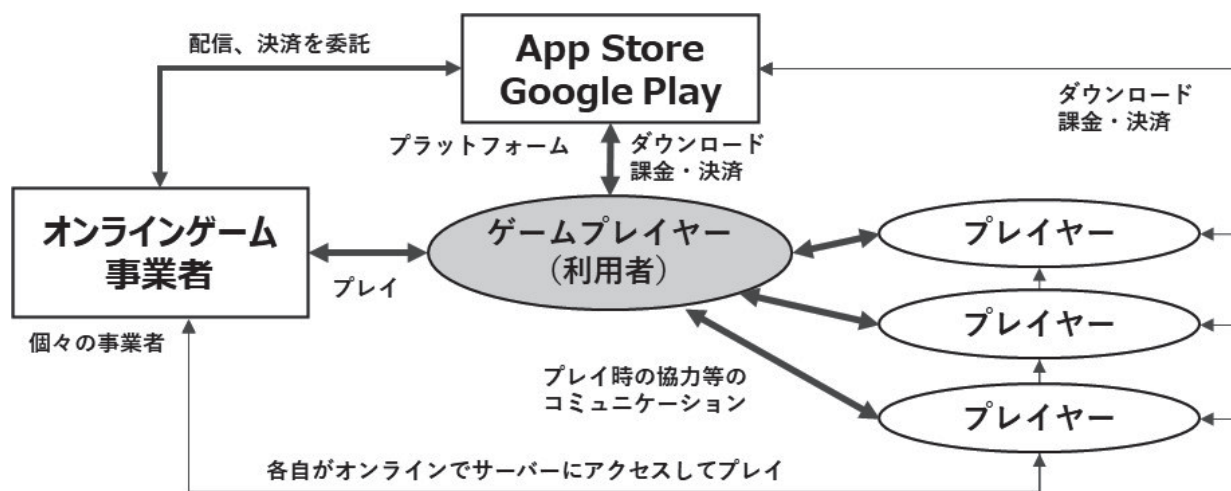 配信、決済を委託
App Store
Google Play
ダウンロード
課金・決済
プラットフォーム
ダウンロード
課金・決済
オンラインゲーム
事業者
プレイ
ゲームプレイヤー
（利用者）
プレイヤー
プレイヤー
プレイヤー
個々の事業者
プレイ時の協力等の
コミュニケーション
各自がオンラインでサーバーにアクセスしてプレイ